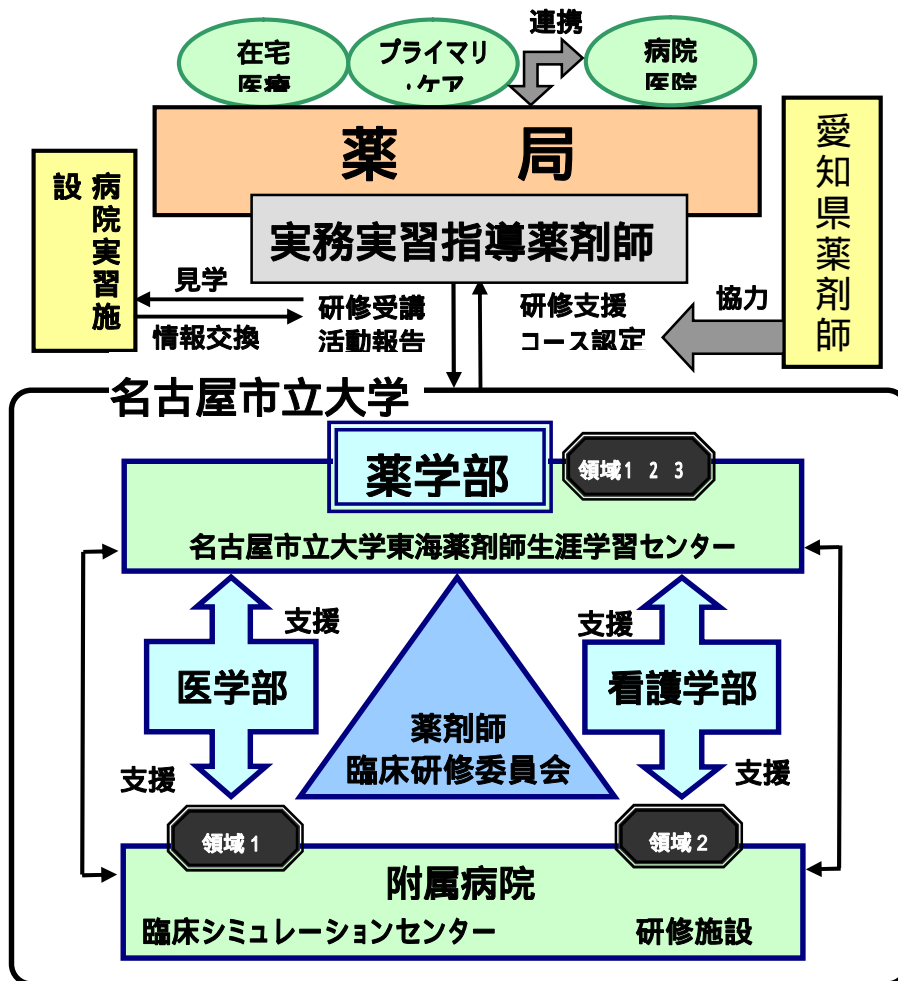 連携
在宅
医療
プライマリ
・ケア
病院
医院
薬 局
愛知県薬剤師
病院実習施
設
実務実習指導薬剤師
見学
情報交換
研修受講
活動報告
研修支援
コース認定
協力
名古屋市立大学
薬学部
領域1 2 3
名古屋市立大学東海薬剤師生涯学習センター
支援
支援
医学部
看護学部
薬剤師
臨床研修委員会
支援
支援
領域1
領域2
附属病院
臨床シミュレーションセンター 研修施設